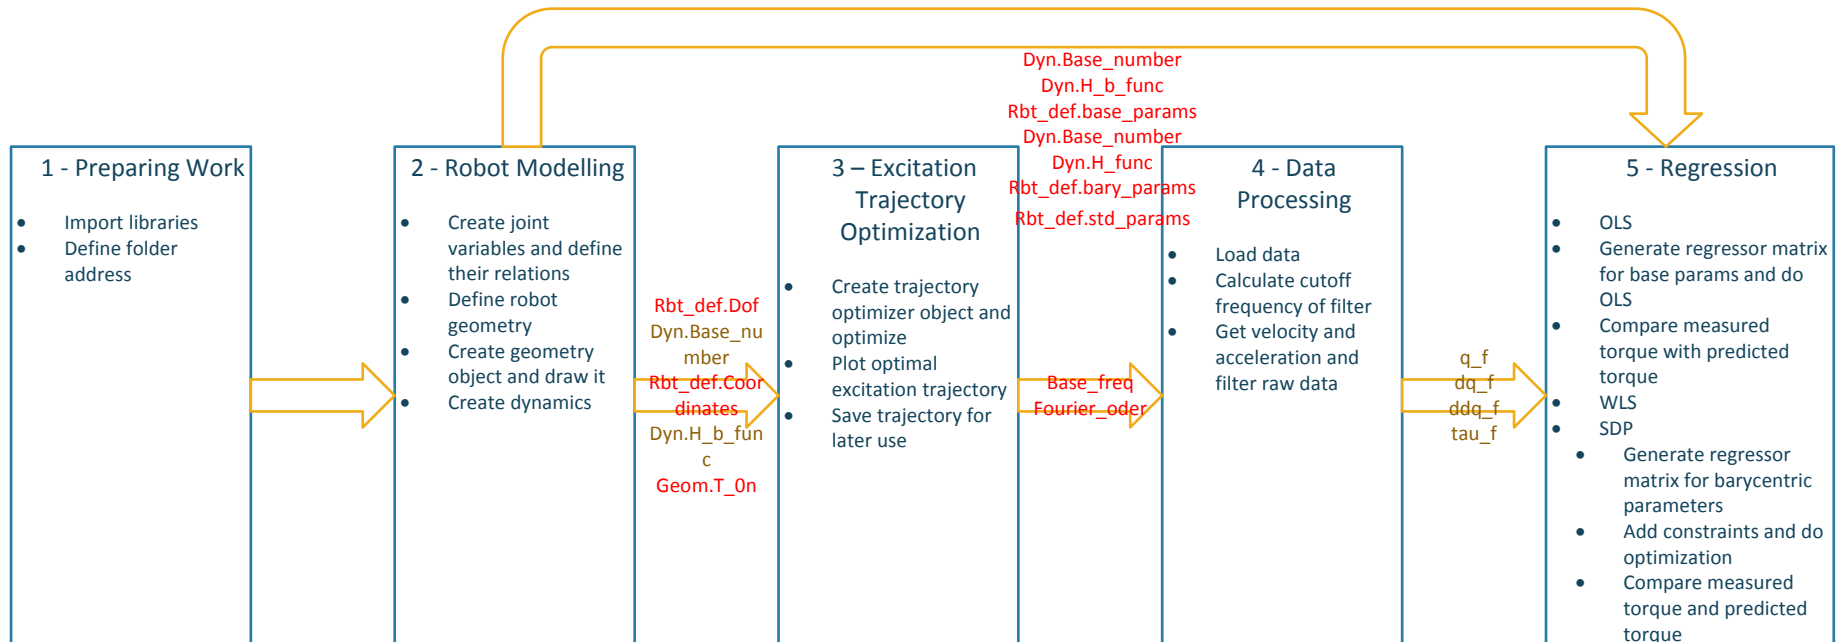 1 - Preparing Work
Import libraries
Define folder
address
2 - Robot Modelling
Create joint
variables and define
their relations
Define robot
geometry
Create geometry
object and draw it
Create dynamics
Rbt_def.Dof
Dyn.Base_nu
mber
Rbt_def.Coor
dinates
Dyn.H_b_fun
c
Geom.T_0n
3 – Excitation
Trajectory
Optimization
Create trajectory
optimizer object and
optimize
Plot optimal
excitation trajectory
Save trajectory for
later use
Dyn.Base_number
Dyn.H_b_func
Rbt_def.base_params
Dyn.Base_number
Dyn.H_func
Rbt_def.bary_params
Rbt_def.std_params
Base_freq
Fourier_oder
4 - Data
Processing
Load data
Calculate cutoff
frequency of filter
Get velocity and
acceleration and
filter raw data
q_f
dq_f
ddq_f
tau_f
5 - Regression
OLS
Generate regressor matrix
for base params and do
OLS
Compare measured
torque with predicted
torque
WLS
SDP
Generate regressor
matrix for barycentric
parameters
Add constraints and do
optimization
Compare measured
torque and predicted
torque